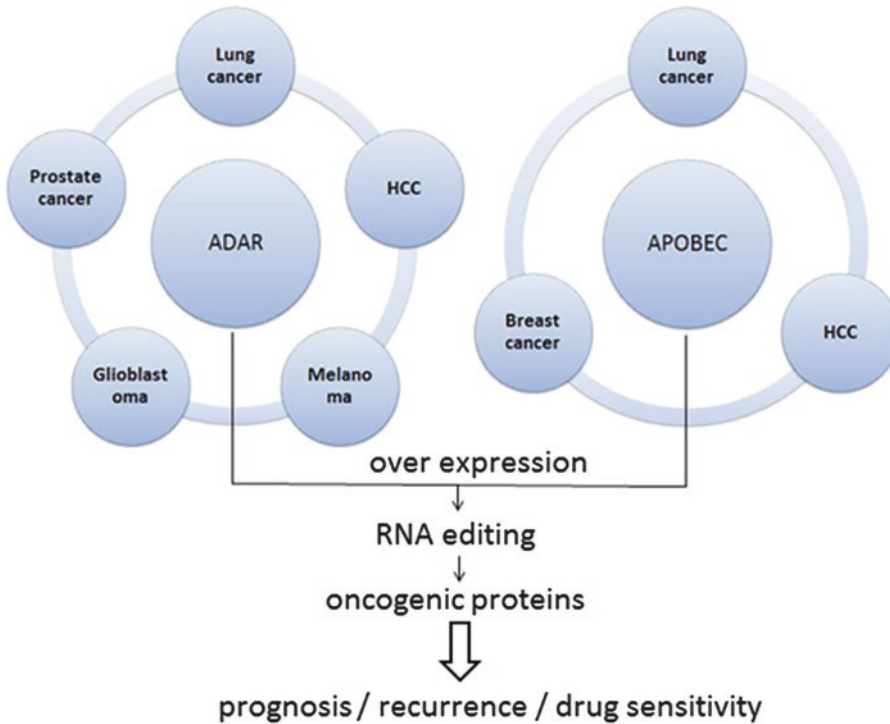 Lung
cancer
HCC
Melano
ma
Glioblast
oma
Prostate
cancer
ADAR
Lung
cancer
HCC
Breast
cancer
APOBEC
over expression
RNA editing
oncogenic proteins
prognosis / recurrence / drug sensitivity